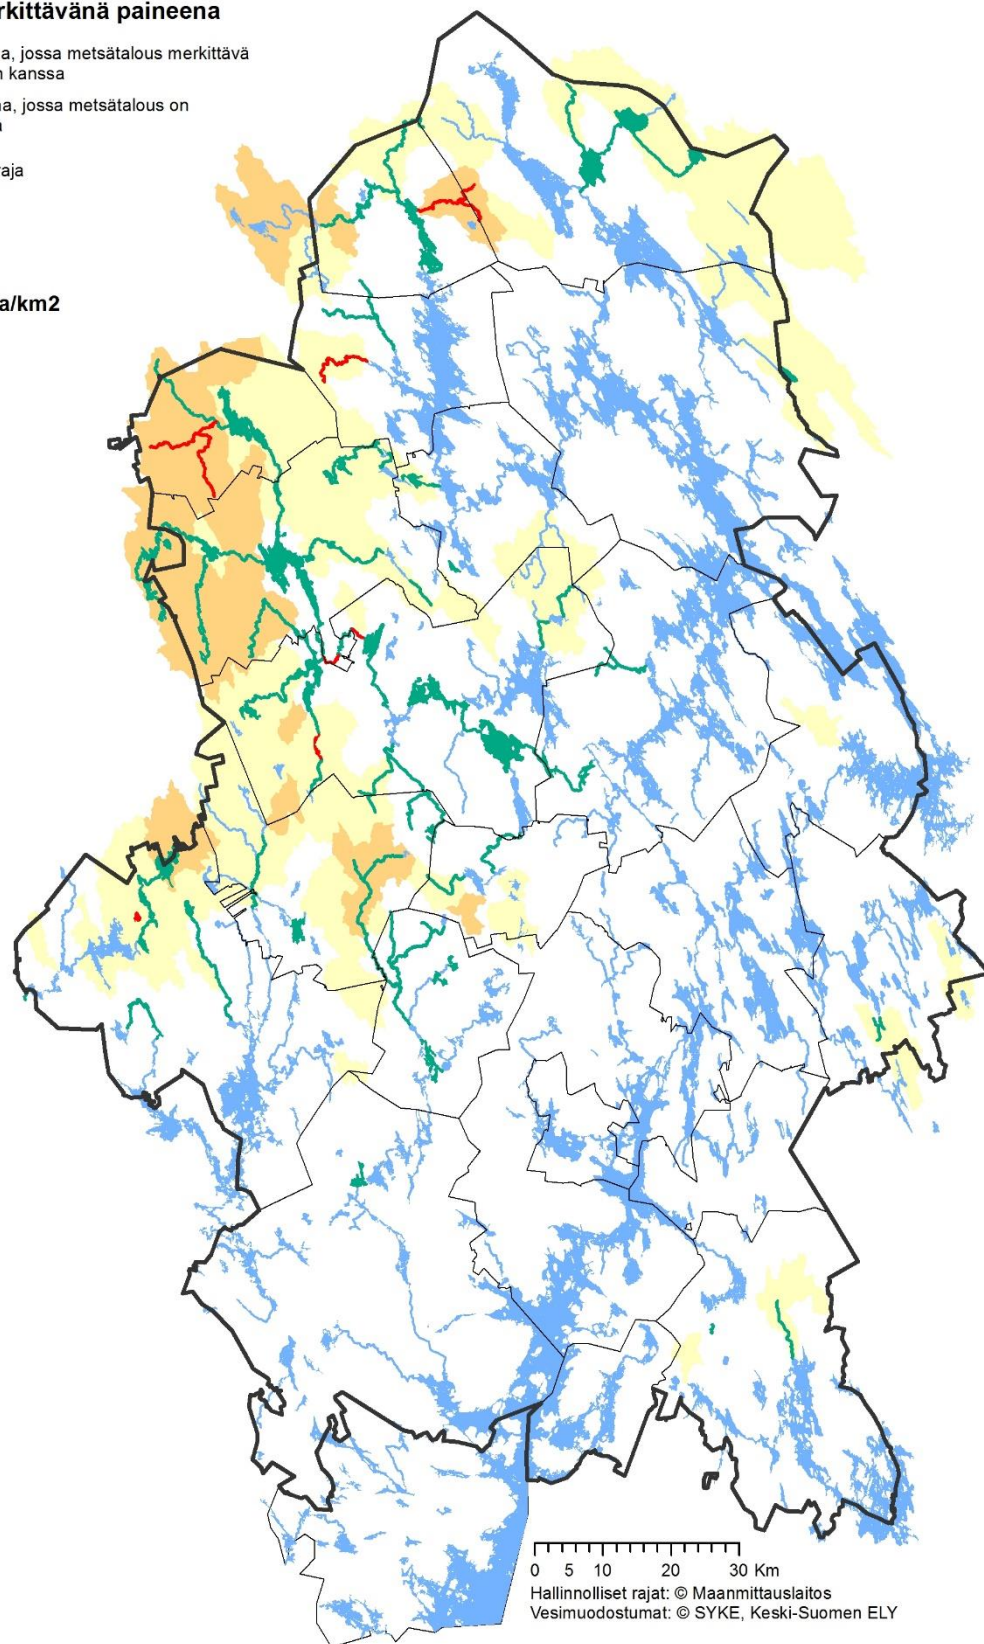 rkittävänä paineena
a, jossa metsätalous merkittävä
n kanssa
na, jossa metsätalous on
a
raja
a/km2
0 5 10 20 30 Km
Hallinnolliset rajat: © Maanmittauslaitos
Vesimuodostumat: © SYKE, Keski-Suomen ELY